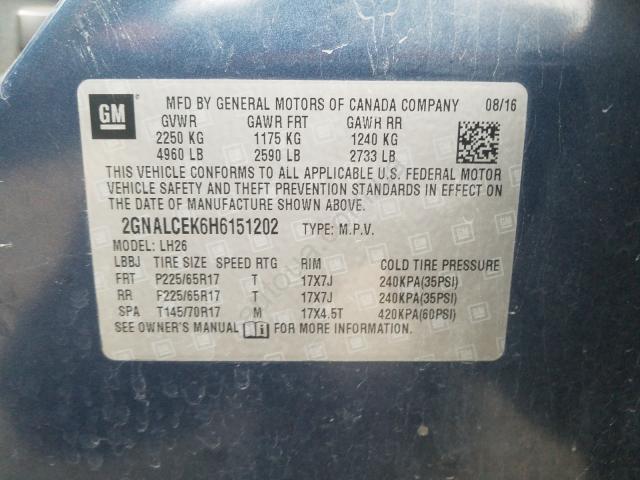 GM
MFD BY GENERAL MOTORS OF CANADA COMPANY 08/16
GVWR GAWR FRT GAWR RR
2250 KG 1175 KG 1240 KG
4960 LB 2590 LB 2733 LB
THIS VEHICLE CONFORMS TO ALL APPLICABLE U.S. FEDERAL MOTOR
VEHICLE SAFETY AND THEFT PREVENTION STANDARDS IN EFFECT ON
THE DATE OF MANUFACTURE SHOWN ABOVE.
2GNALCEK6H6151202 TYPE: M.P.V.
MODEL: LH26
LBBJ TIRE SIZE SPEED RTG RIM COLD TIRE PRESSURE
FRT P225/65R17 T 17X7J 240KPA(35PSI)
RR P225/65R17 T 17X7J 240KPA(35PSI)
SPA T145/70R17 M 17X4.5T 420KPA(60PSI)
SEE OWNER'S MANUAL FOR MORE INFORMATION.